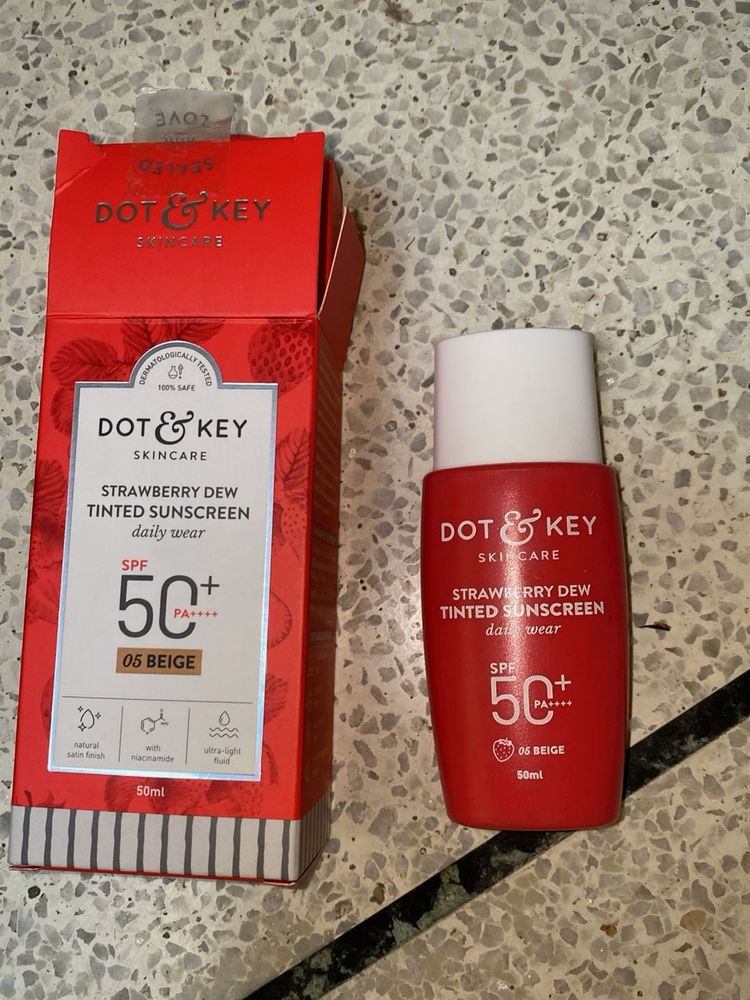 SEALED
WITH
LOVE
DOT & KEY
SKINCARE
DERMATOLOGICALLY TESTED
100% SAFE
DOT & KEY
SKINCARE
STRAWBERRY DEW
TINTED SUNSCREEN
daily wear
SPF
50+
PA++++
05 BEIGE
natural
satin finish
with
niacinamide
ultra-light
fluid
50ml
DOT & KEY
SKINCARE
STRAWBERRY DEW
TINTED SUNSCREEN
daily wear
SPF
50+
PA++++
05 BEIGE
50ml